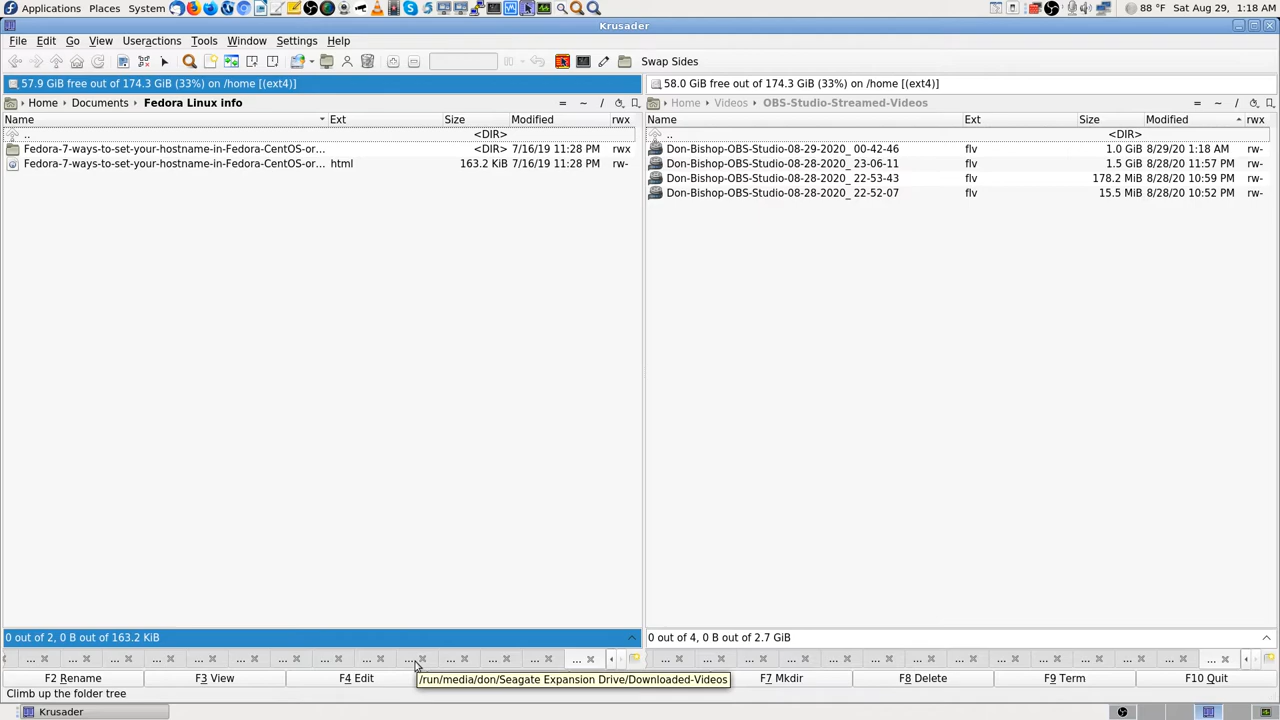 Applications Places System 88 °F Sat Aug 29, 1:18 AM
Krusader
File Edit Go View Useractions Tools Window Settings Help
Swap Sides
57.9 GiB free out of 174.3 GiB (33%) on /home [(ext4)]
58.0 GiB free out of 174.3 GiB (33%) on /home [(ext4)]
Home Documents Fedora Linux info = ~ /
Home Videos OBS-Studio-Streamed-Videos = ~ /
Name Ext Size Modified rwx
Name Ext Size Modified rwx
.. <DIR>
.. <DIR>
Fedora-7-ways-to-set-your-hostname-in-Fedora-CentOS-or... <DIR> 7/16/19 11:28 PM rwx
Don-Bishop-OBS-Studio-08-29-2020_ 00-42-46 flv 1.0 GiB 8/29/20 1:18 AM rw-
Fedora-7-ways-to-set-your-hostname-in-Fedora-CentOS-or... html 163.2 KiB 7/16/19 11:28 PM rw-
Don-Bishop-OBS-Studio-08-28-2020_ 23-06-11 flv 1.5 GiB 8/28/20 11:57 PM rw-
Don-Bishop-OBS-Studio-08-28-2020_ 22-53-43 flv 178.2 MiB 8/28/20 10:59 PM rw-
Don-Bishop-OBS-Studio-08-28-2020_ 22-52-07 flv 15.5 MiB 8/28/20 10:52 PM rw-
0 out of 2, 0 B out of 163.2 KiB
0 out of 4, 0 B out of 2.7 GiB
... ... ... ... ... ... ... ... ... ... ... ... ... ...
... ... ... ... ... ... ... ... ... ... ... ... ... ...
F2 Rename F3 View F4 Edit /run/media/don/Seagate Expansion Drive/Downloaded-Videos F7 Mkdir F8 Delete F9 Term F10 Quit
Climb up the folder tree
Krusader